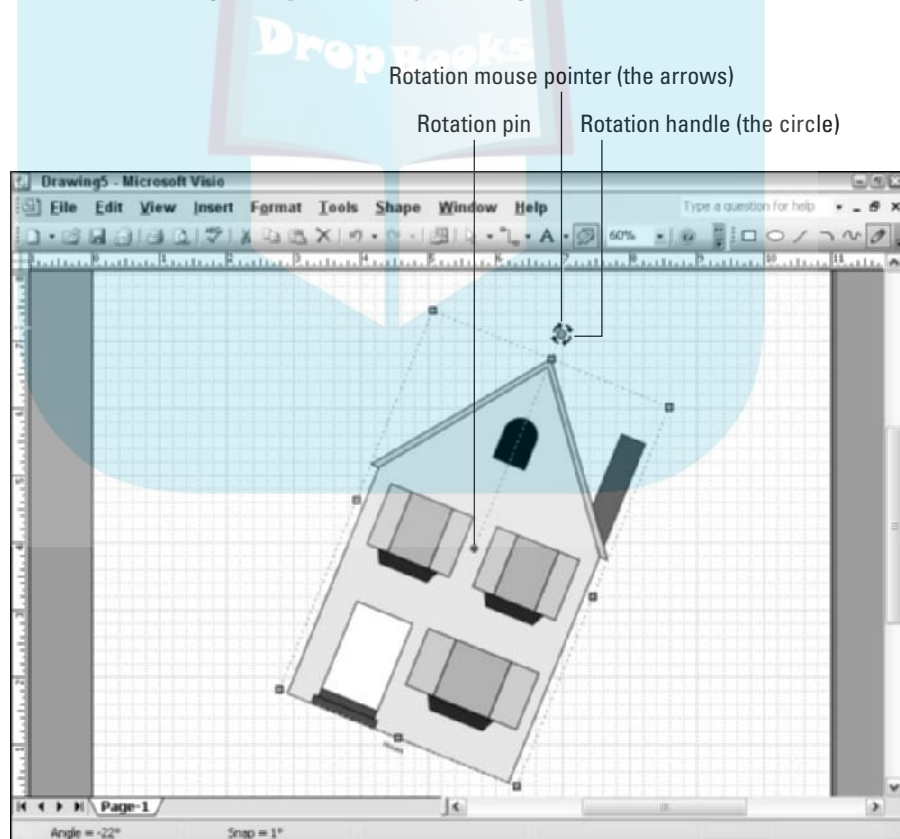 DropBooks
Rotation mouse pointer (the arrows)
Rotation pin
Rotation handle (the circle)
Drawing5 - Microsoft Visio
File Edit View Insert Format Tools Shape Window Help
Type a question for help
60%
Page-1
Angle = -22° Snap = 1°